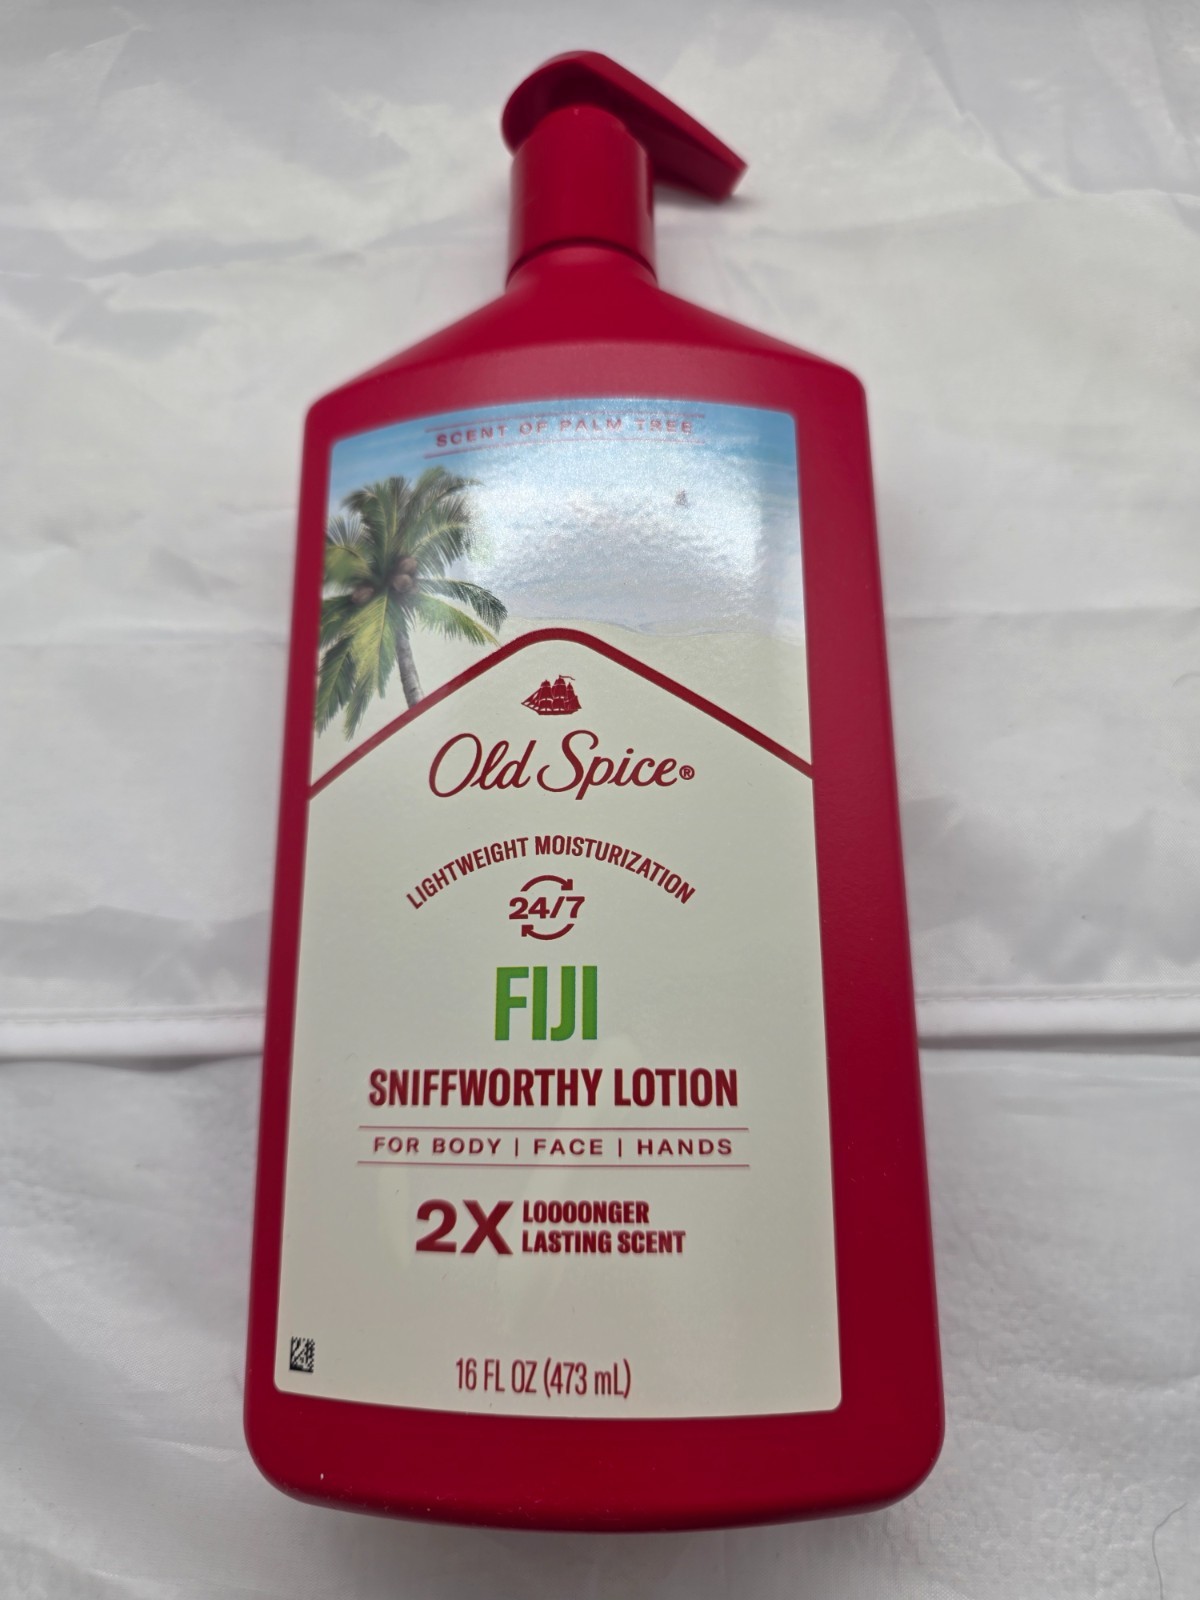 SCENT OF PALM TREE
Old Spice®
LIGHTWEIGHT MOISTURIZATION
24/7
FIJI
SNIFFWORTHY LOTION
FOR BODY | FACE | HANDS
2X LOOOONGER
LASTING SCENT
16 FL OZ (473 mL)